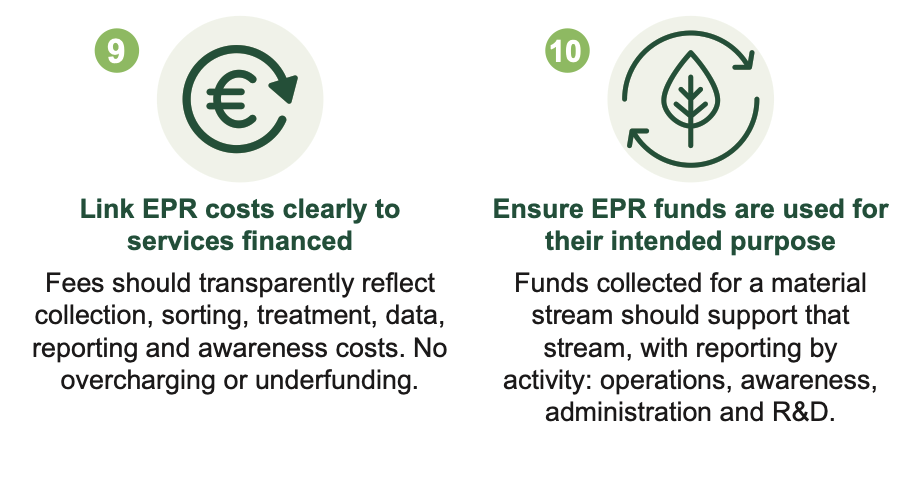 9
Link EPR costs clearly to
services financed
Fees should transparently reflect
collection, sorting, treatment, data,
reporting and awareness costs. No
overcharging or underfunding.
10
Ensure EPR funds are used for
their intended purpose
Funds collected for a material
stream should support that
stream, with reporting by
activity: operations, awareness,
administration and R&D.